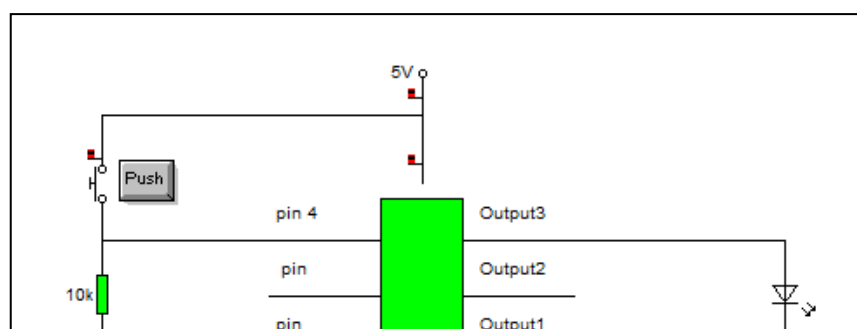 5V
Push
pin 4 Output3
pin Output2
10k
pin Output1